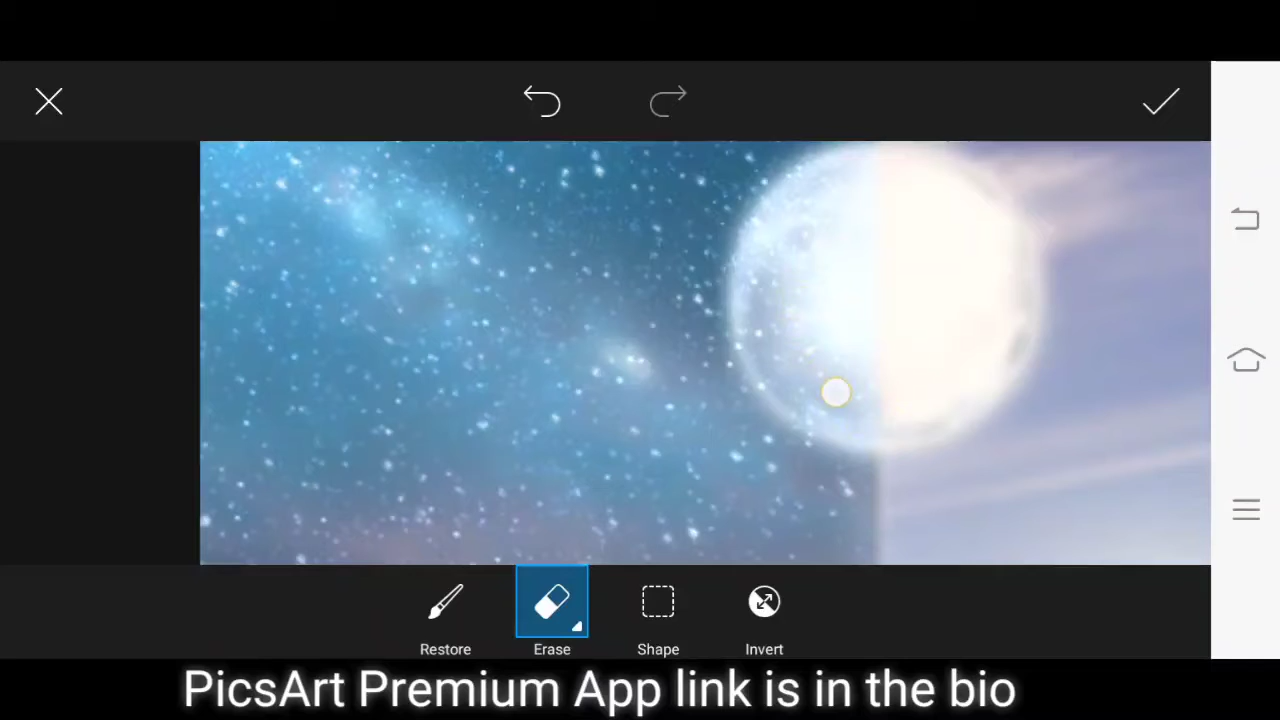 Restore
Erase
Shape
Invert
PicsArt Premium App link is in the bio